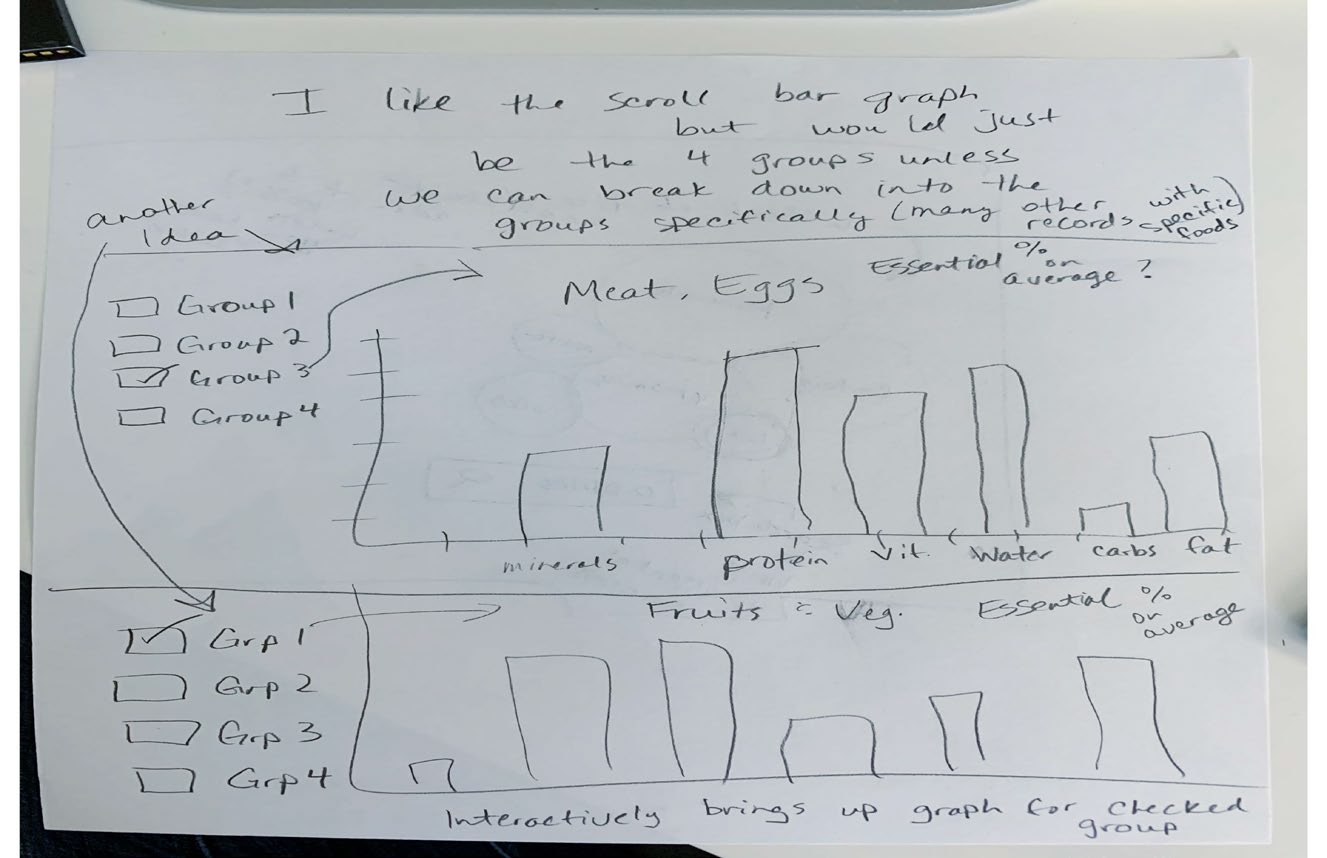 I like the scroll bar graph
but would just
be the 4 groups unless
we can break down into the
groups specifically (many other records with specific foods)
another
Idea
Essential % on average ?
Meat, Eggs
Group 1
Group 2
Group 3
Group 4
minerals protein Vit. Water carbs fat
Fruits & Veg. Essential % on average
Grp 1
Grp 2
Grp 3
Grp 4
Interactively brings up graph for checked
group